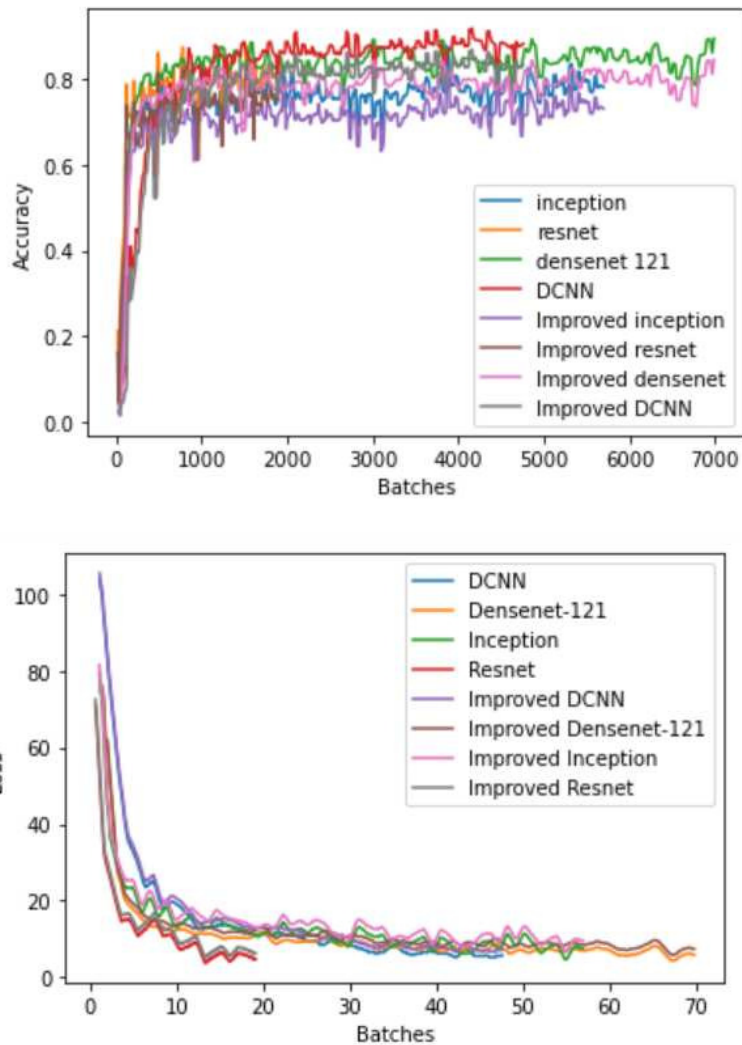 0.8
0.6
0.4
0.2
0.0
Accuracy
inception
resnet
densenet 121
DCNN
Improved inception
Improved resnet
Improved densenet
Improved DCNN
0 1000 2000 3000 4000 5000 6000 7000
Batches
100
80
60
40
20
0
DCNN
Densenet-121
Inception
Resnet
Improved DCNN
Improved Densenet-121
Improved Inception
Improved Resnet
0 10 20 30 40 50 60 70
Batches